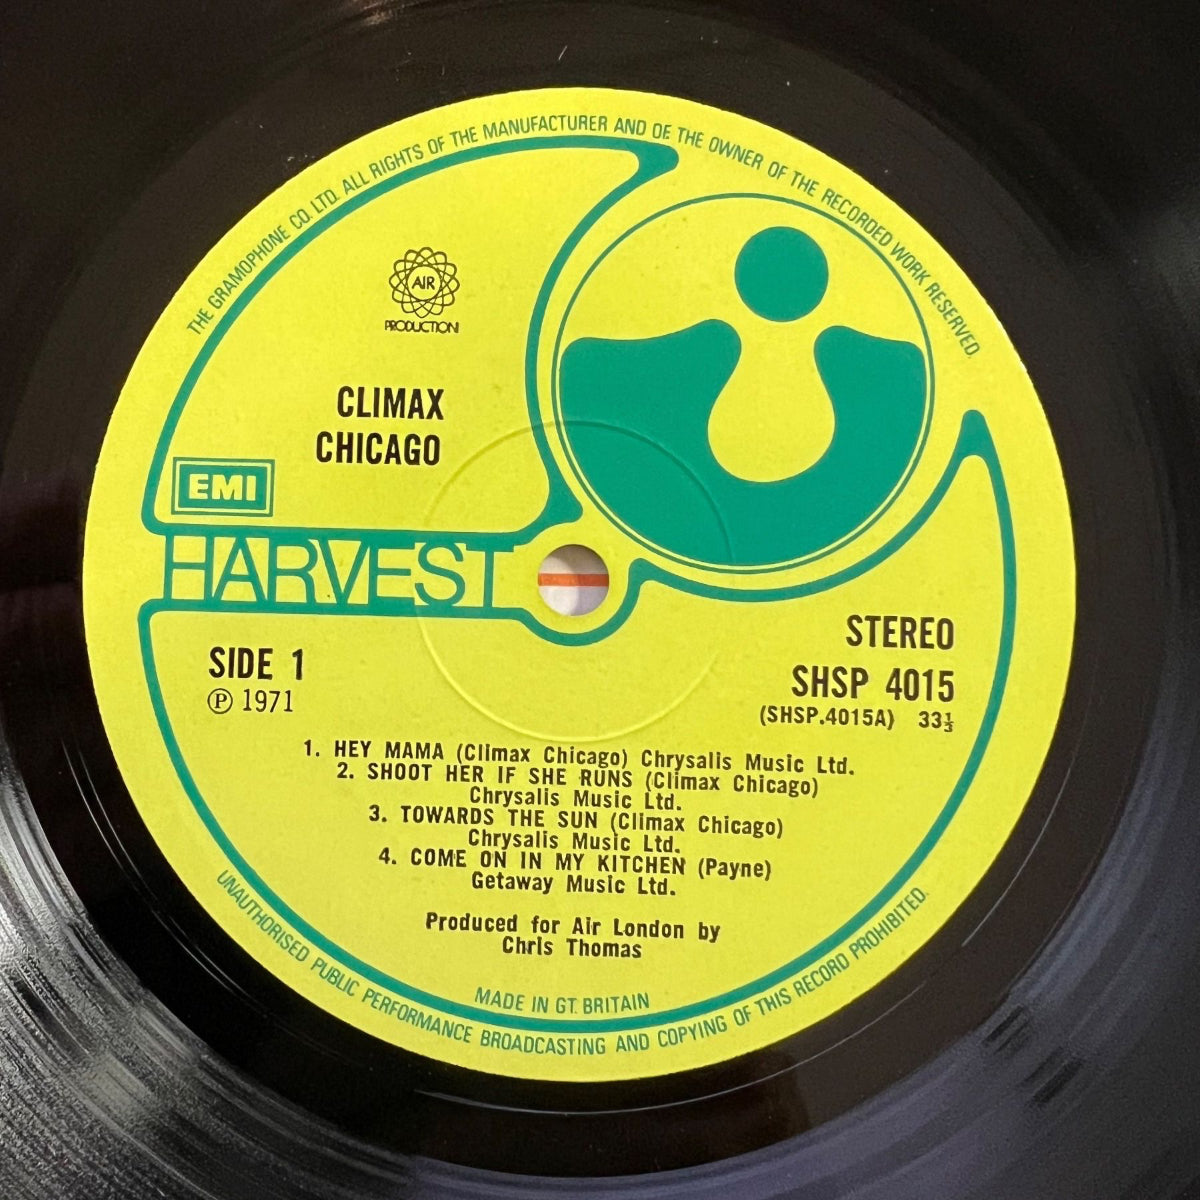 THE GRAMOPHONE CO. LTD. ALL RIGHTS OF THE MANUFACTURER AND OF THE OWNER OF THE RECORDED WORK RESERVED.
AIR
PRODUCTION
CLIMAX
CHICAGO
EMI
HARVEST
SIDE 1
Ⓟ 1971
STEREO
SHSP 4015
(SHSP.4015A) 33⅓
1. HEY MAMA (Climax Chicago) Chrysalis Music Ltd.
2. SHOOT HER IF SHE RUNS (Climax Chicago)
Chrysalis Music Ltd.
3. TOWARDS THE SUN (Climax Chicago)
Chrysalis Music Ltd.
4. COME ON IN MY KITCHEN (Payne)
Getaway Music Ltd.
Produced for Air London by
Chris Thomas
MADE IN GT. BRITAIN
UNAUTHORISED PUBLIC PERFORMANCE BROADCASTING AND COPYING OF THIS RECORD PROHIBITED.